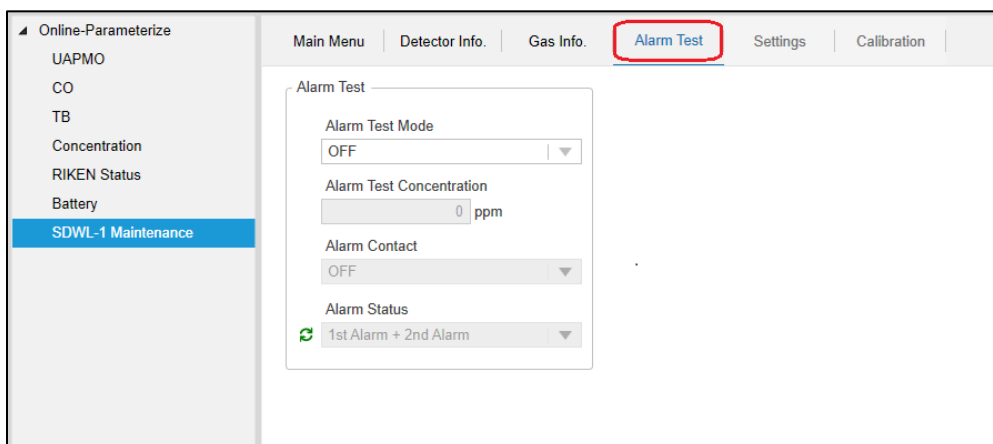 Online-Parameterize
UAPMO
CO
TB
Concentration
RIKEN Status
Battery
SDWL-1 Maintenance
Main Menu Detector Info. Gas Info. Alarm Test Settings Calibration
Alarm Test
Alarm Test Mode
OFF
Alarm Test Concentration
0 ppm
Alarm Contact
OFF
Alarm Status
1st Alarm + 2nd Alarm
.